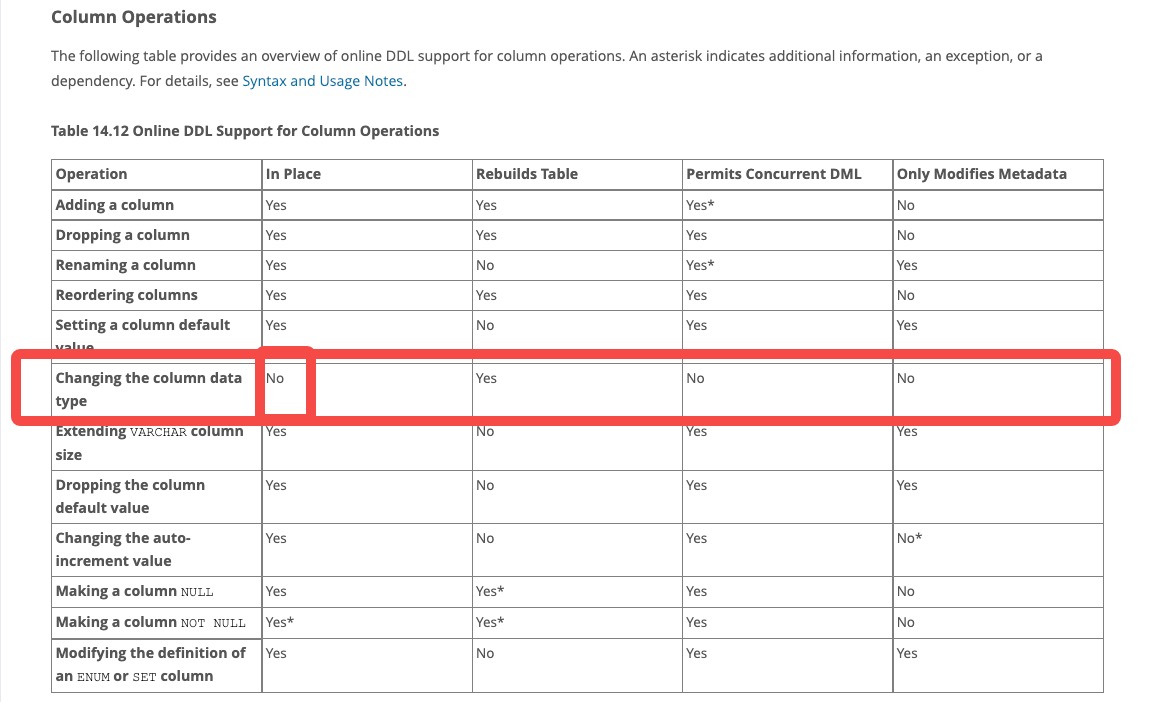 Column Operations
The following table provides an overview of online DDL support for column operations. An asterisk indicates additional information, an exception, or a
dependency. For details, see Syntax and Usage Notes.
Table 14.12 Online DDL Support for Column Operations
Operation In Place Rebuilds Table Permits Concurrent DML Only Modifies Metadata
Adding a column Yes Yes Yes* No
Dropping a column Yes Yes Yes No
Renaming a column Yes No Yes* Yes
Reordering columns Yes Yes Yes No
Setting a column default Yes No Yes Yes
value
Changing the column data No Yes No No
type
Extending VARCHAR column Yes No Yes Yes
size
Dropping the column Yes No Yes Yes
default value
Changing the auto- Yes No Yes No*
increment value
Making a column NULL Yes Yes* Yes No
Making a column NOT NULL Yes* Yes* Yes No
Modifying the definition of Yes No Yes Yes
an ENUM or SET column